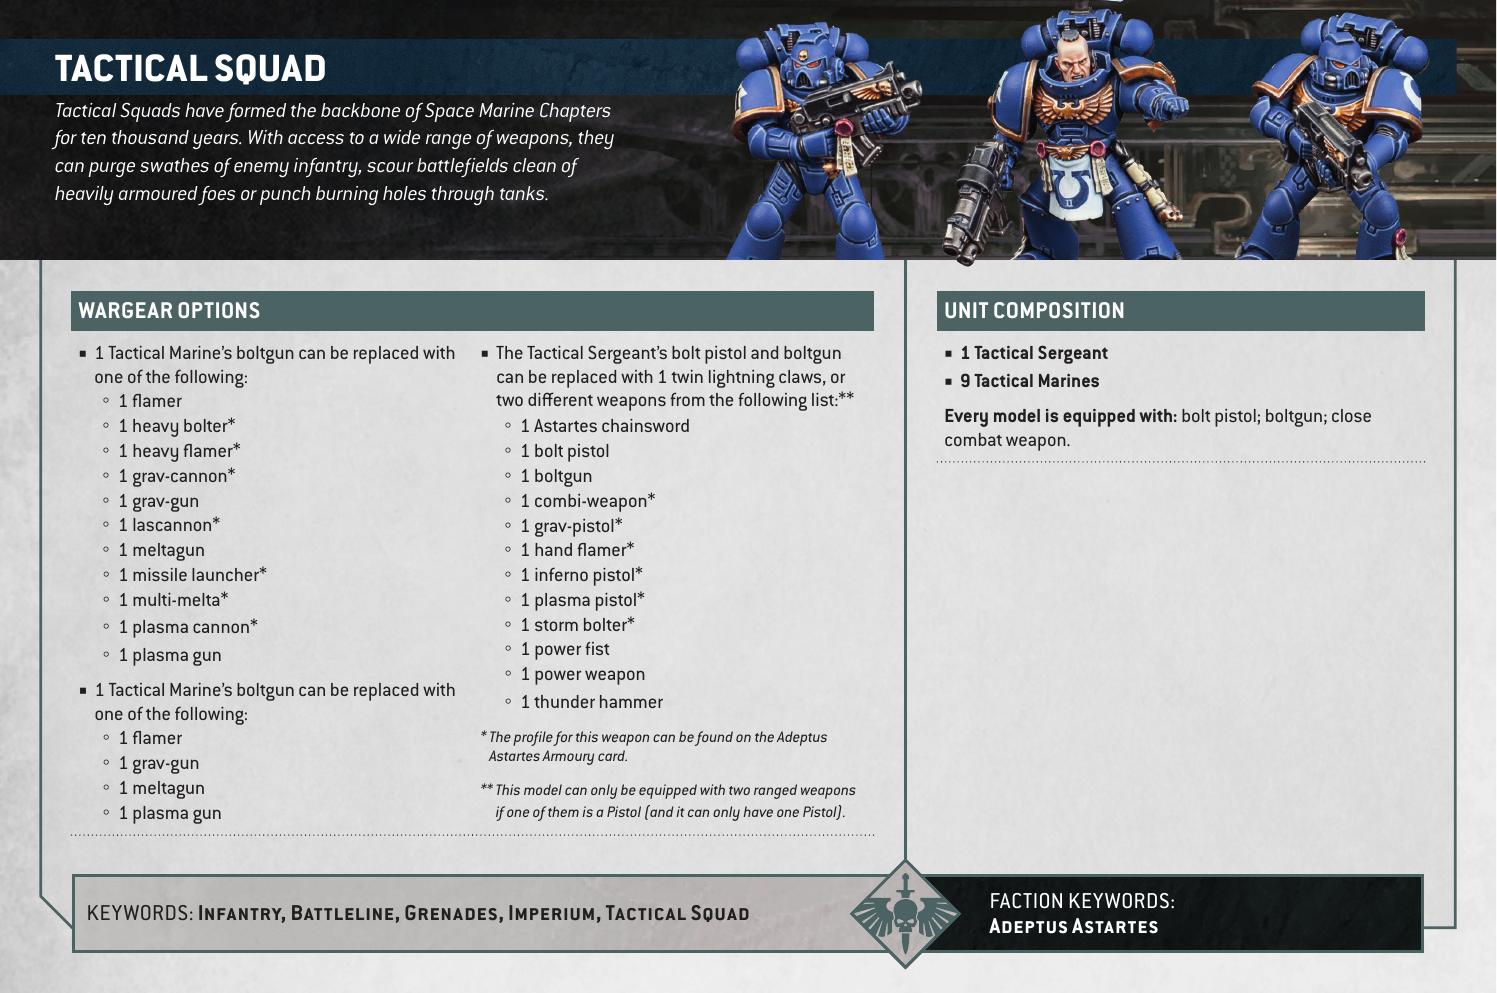 TACTICAL SQUAD
Tactical Squads have formed the backbone of Space Marine Chapters
for ten thousand years. With access to a wide range of weapons, they
can purge swathes of enemy infantry, scour battlefields clean of
heavily armoured foes or punch burning holes through tanks.
WARGEAR OPTIONS
■ 1 Tactical Marine's boltgun can be replaced with
one of the following:
◦ 1 flamer
◦ 1 heavy bolter*
◦ 1 heavy flamer*
◦ 1 grav-cannon*
◦ 1 grav-gun
◦ 1 lascannon*
◦ 1 meltagun
◦ 1 missile launcher*
◦ 1 multi-melta*
◦ 1 plasma cannon*
◦ 1 plasma gun
■ 1 Tactical Marine's boltgun can be replaced with
one of the following:
◦ 1 flamer
◦ 1 grav-gun
◦ 1 meltagun
◦ 1 plasma gun
■ The Tactical Sergeant's bolt pistol and boltgun
can be replaced with 1 twin lightning claws, or
two different weapons from the following list:**
◦ 1 Astartes chainsword
◦ 1 bolt pistol
◦ 1 boltgun
◦ 1 combi-weapon*
◦ 1 grav-pistol*
◦ 1 hand flamer*
◦ 1 inferno pistol*
◦ 1 plasma pistol*
◦ 1 storm bolter*
◦ 1 power fist
◦ 1 power weapon
◦ 1 thunder hammer
* The profile for this weapon can be found on the Adeptus
Astartes Armoury card.
** This model can only be equipped with two ranged weapons
if one of them is a Pistol (and it can only have one Pistol).
UNIT COMPOSITION
■ 1 Tactical Sergeant
■ 9 Tactical Marines
Every model is equipped with: bolt pistol; boltgun; close
combat weapon.
KEYWORDS: INFANTRY, BATTLELINE, GRENADES, IMPERIUM, TACTICAL SQUAD
FACTION KEYWORDS:
ADEPTUS ASTARTES